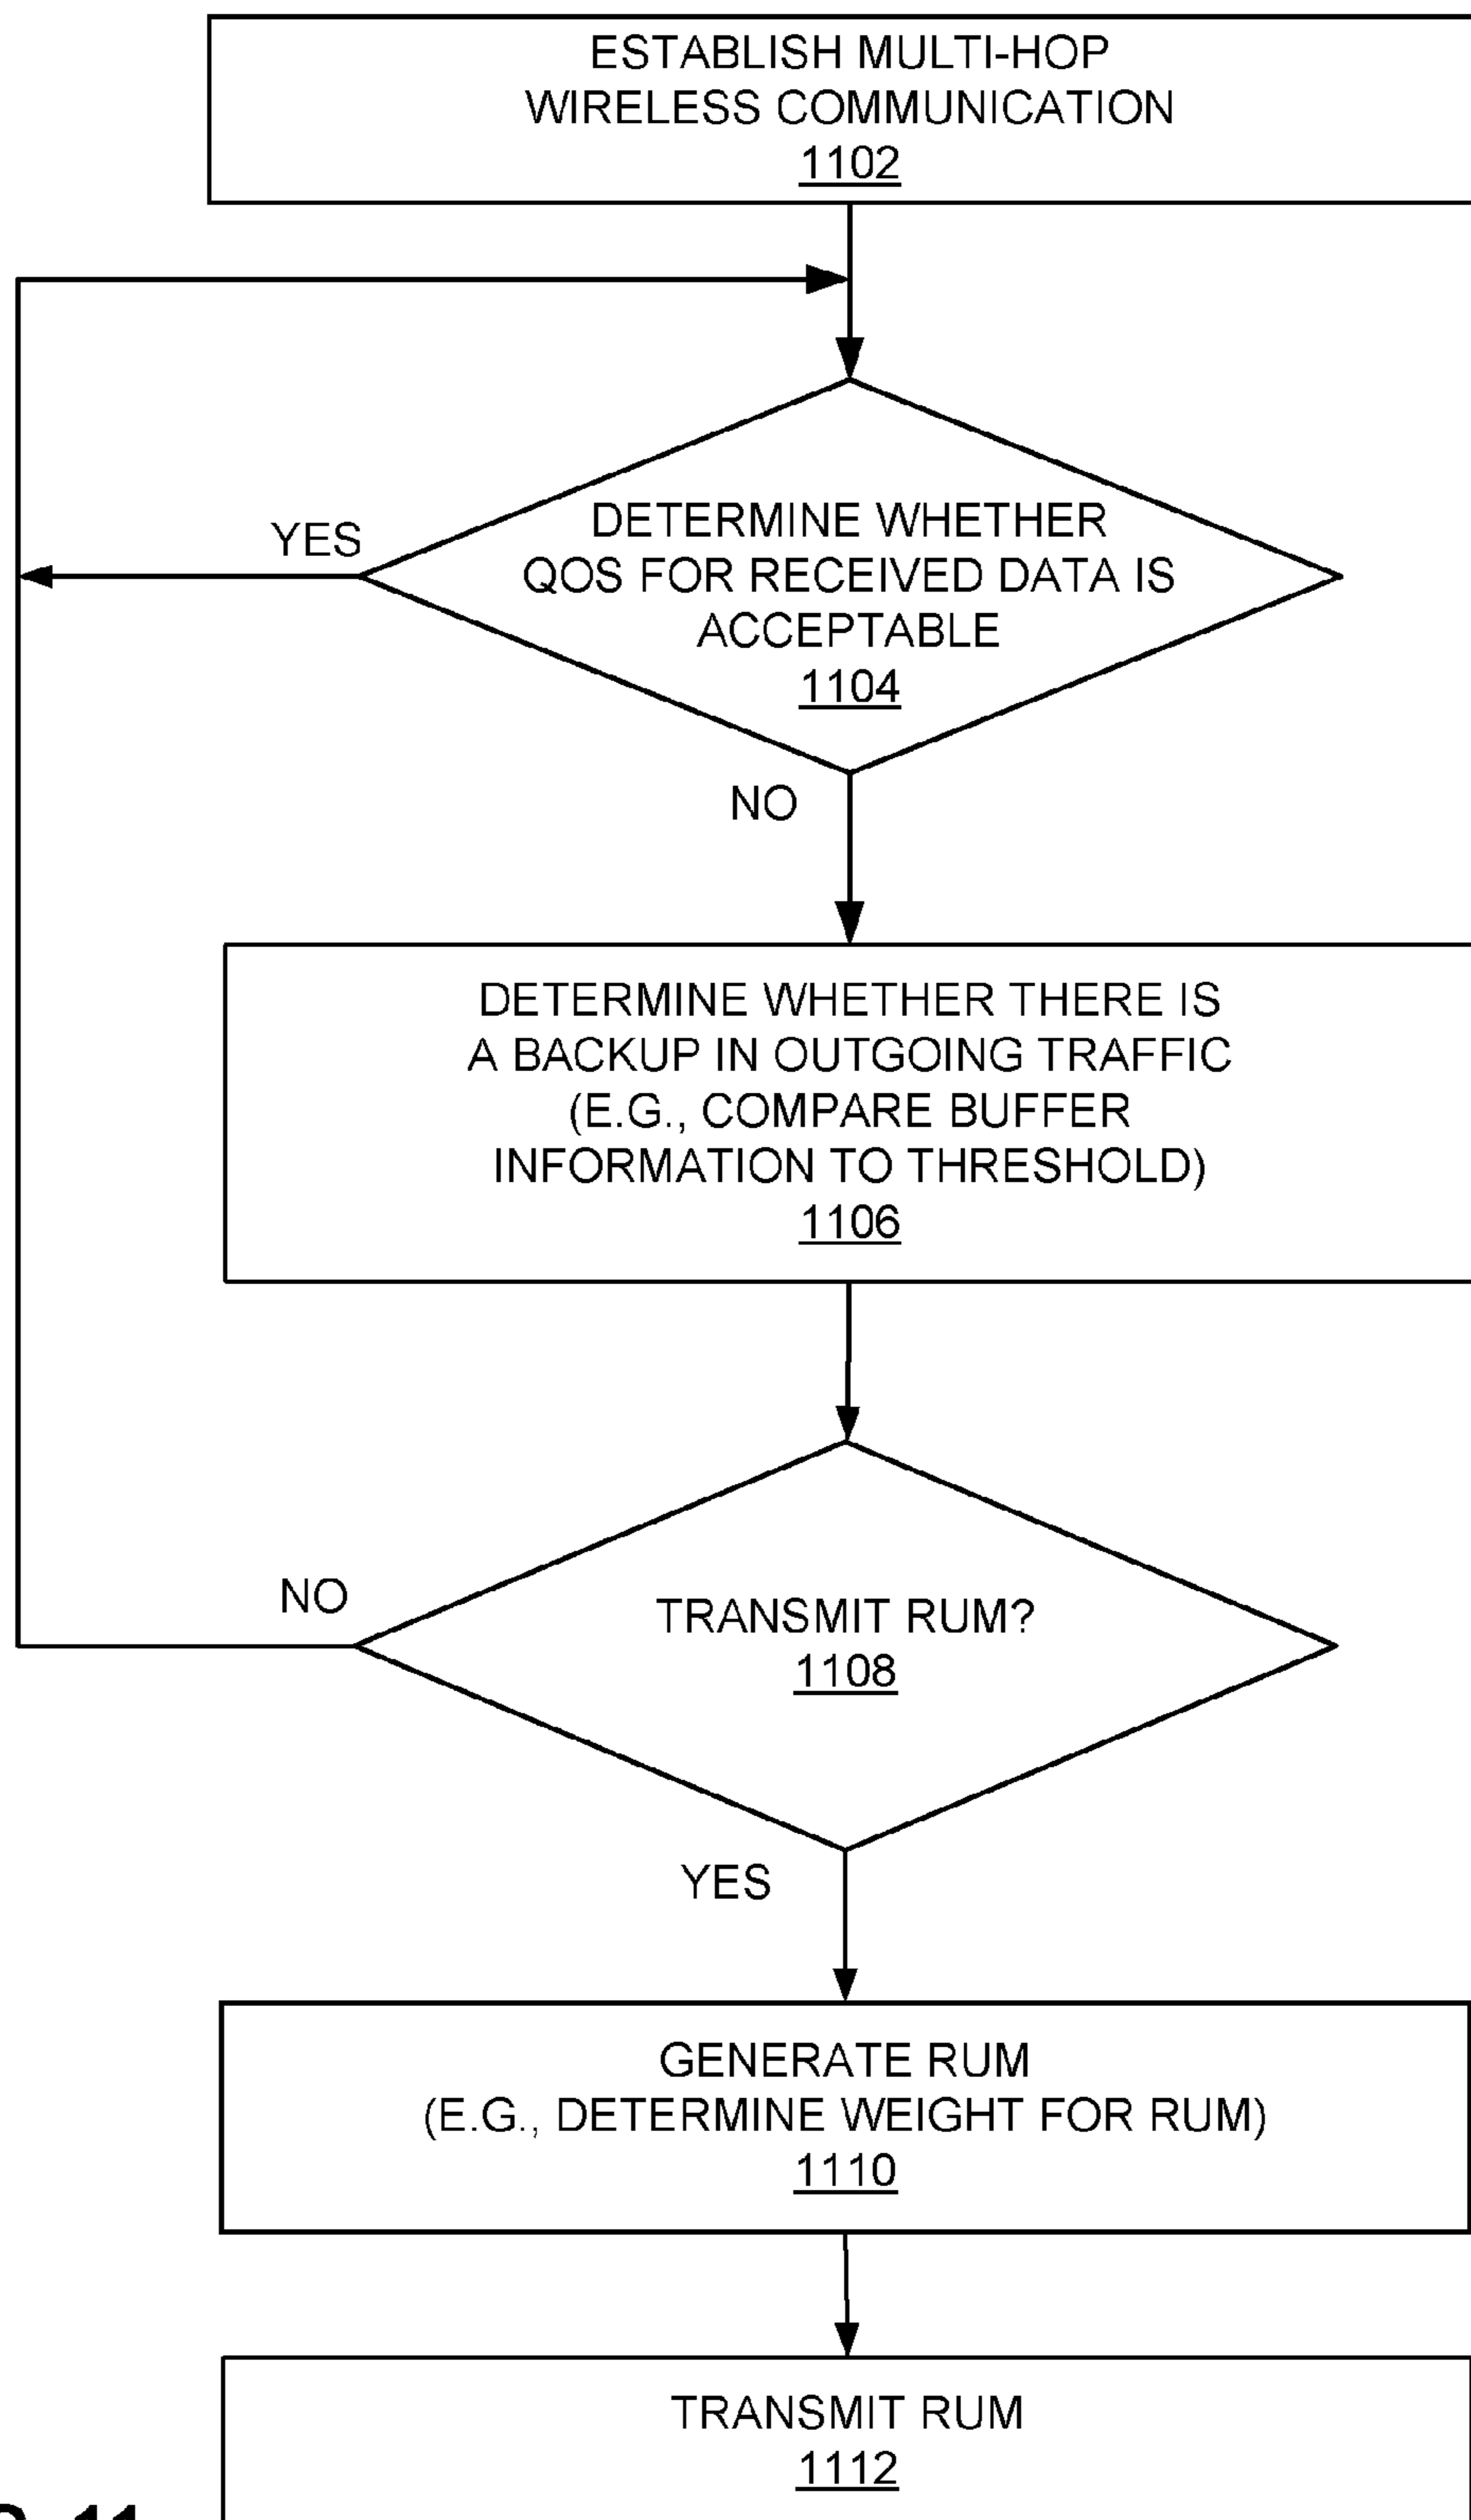 ESTABLISH MULTI-HOP
WIRELESS COMMUNICATION
1102
DETERMINE WHETHER
QOS FOR RECEIVED DATA IS
ACCEPTABLE
1104
YES
NO
DETERMINE WHETHER THERE IS
A BACKUP IN OUTGOING TRAFFIC
(E.G., COMPARE BUFFER
INFORMATION TO THRESHOLD)
1106
TRANSMIT RUM?
1108
NO
YES
GENERATE RUM
(E.G., DETERMINE WEIGHT FOR RUM)
1110
TRANSMIT RUM
1112